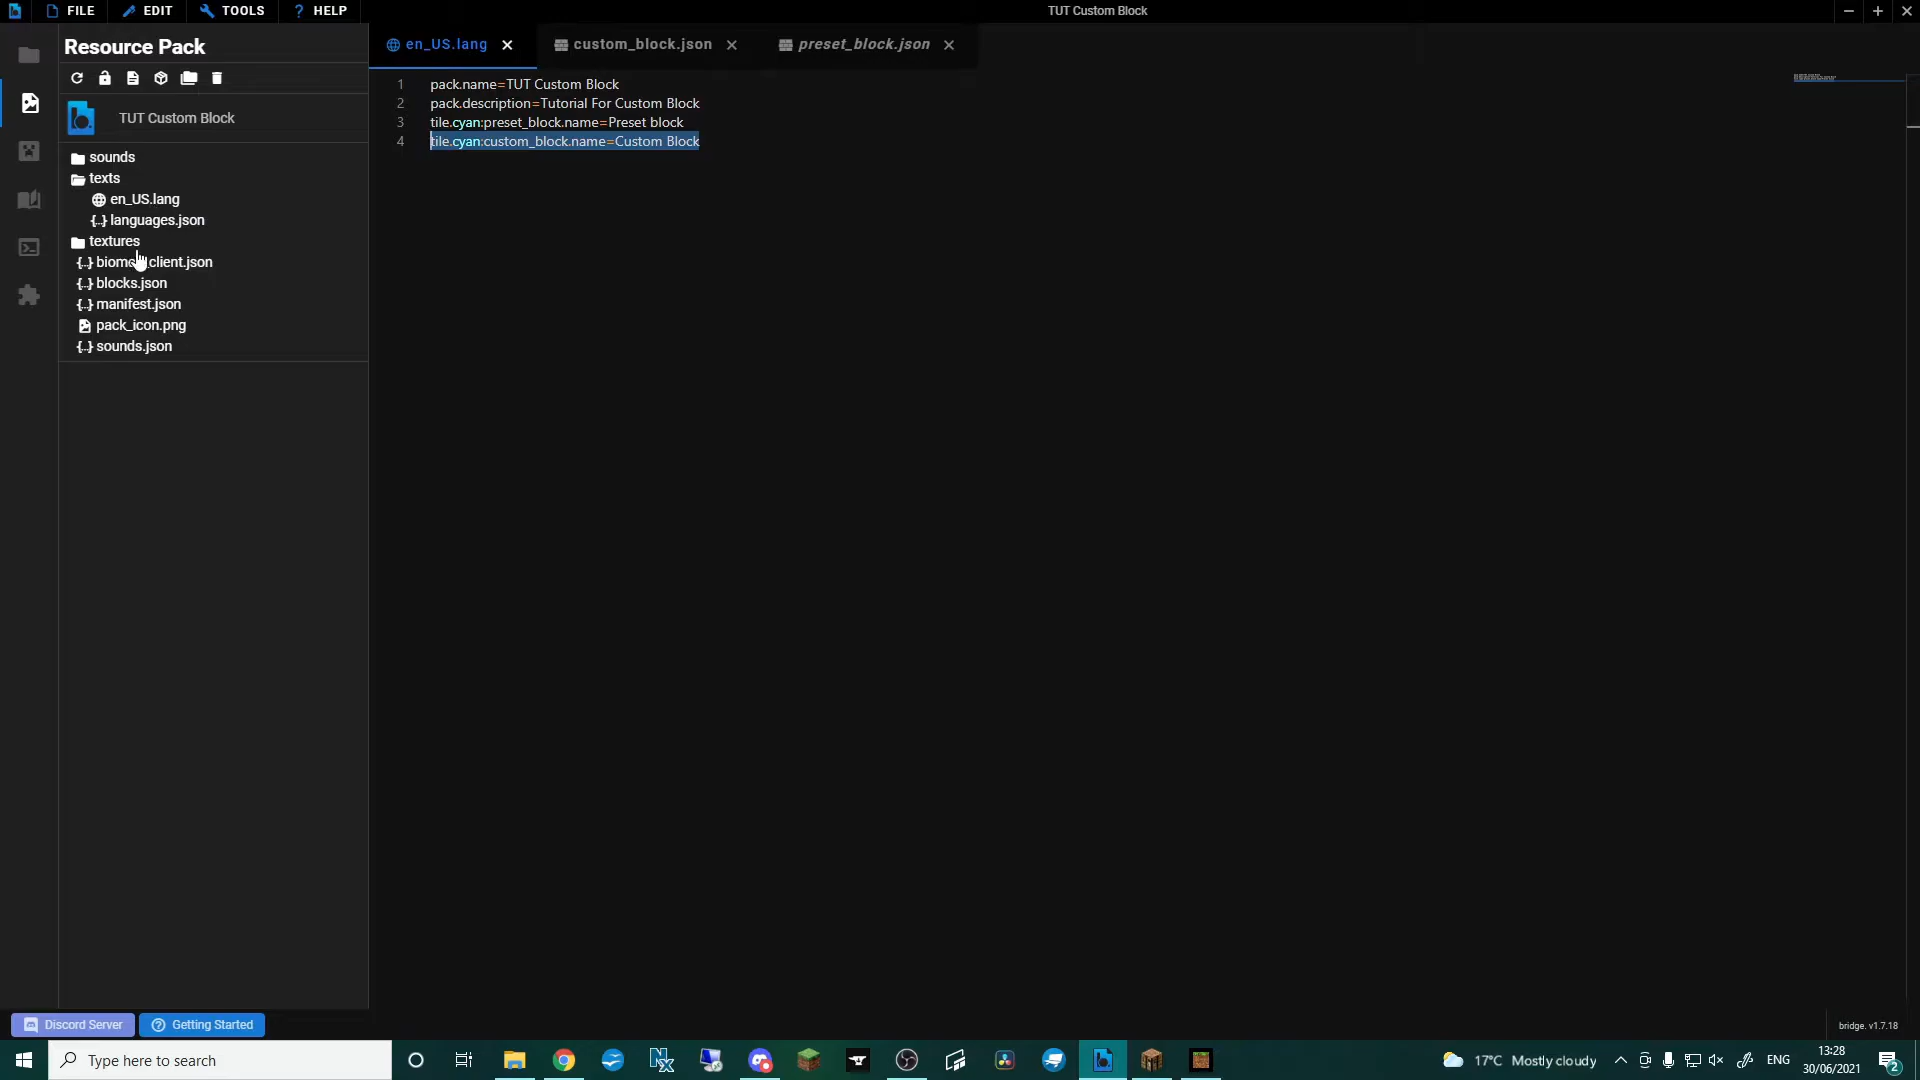 FILE EDIT TOOLS HELP TUT Custom Block
Resource Pack
en_US.lang custom_block.json preset_block.json
TUT Custom Block
sounds
texts
en_US.lang
languages.json
textures
client.json
blocks.json
manifest.json
pack_icon.png
sounds.json
1 pack.name=TUT Custom Block
2 pack.description=Tutorial For Custom Block
3 tile.cyan:preset_block.name=Preset block
4 tile.cyan:custom_block.name=Custom Block
Discord Server Getting Started
bridge. v1.7.18
Type here to search
17°C Mostly cloudy
ENG
13:28
30/06/2021
2